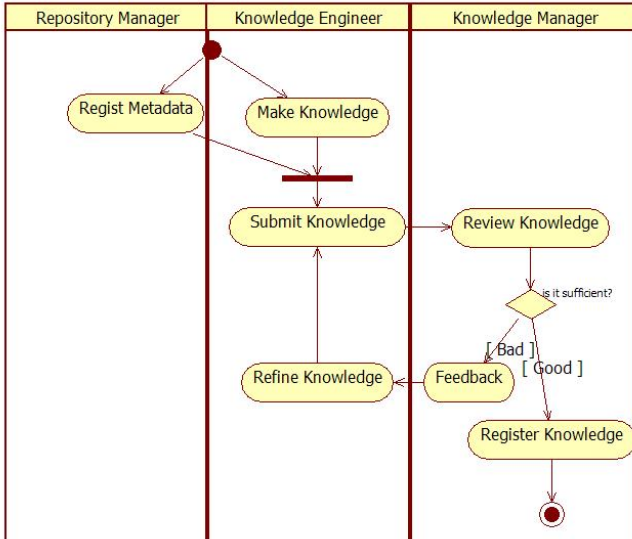 Repository Manager
Knowledge Engineer
Knowledge Manager
Regist Metadata
Make Knowledge
Submit Knowledge
Review Knowledge
is it sufficient?
[ Bad ]
[ Good ]
Refine Knowledge
Feedback
Register Knowledge